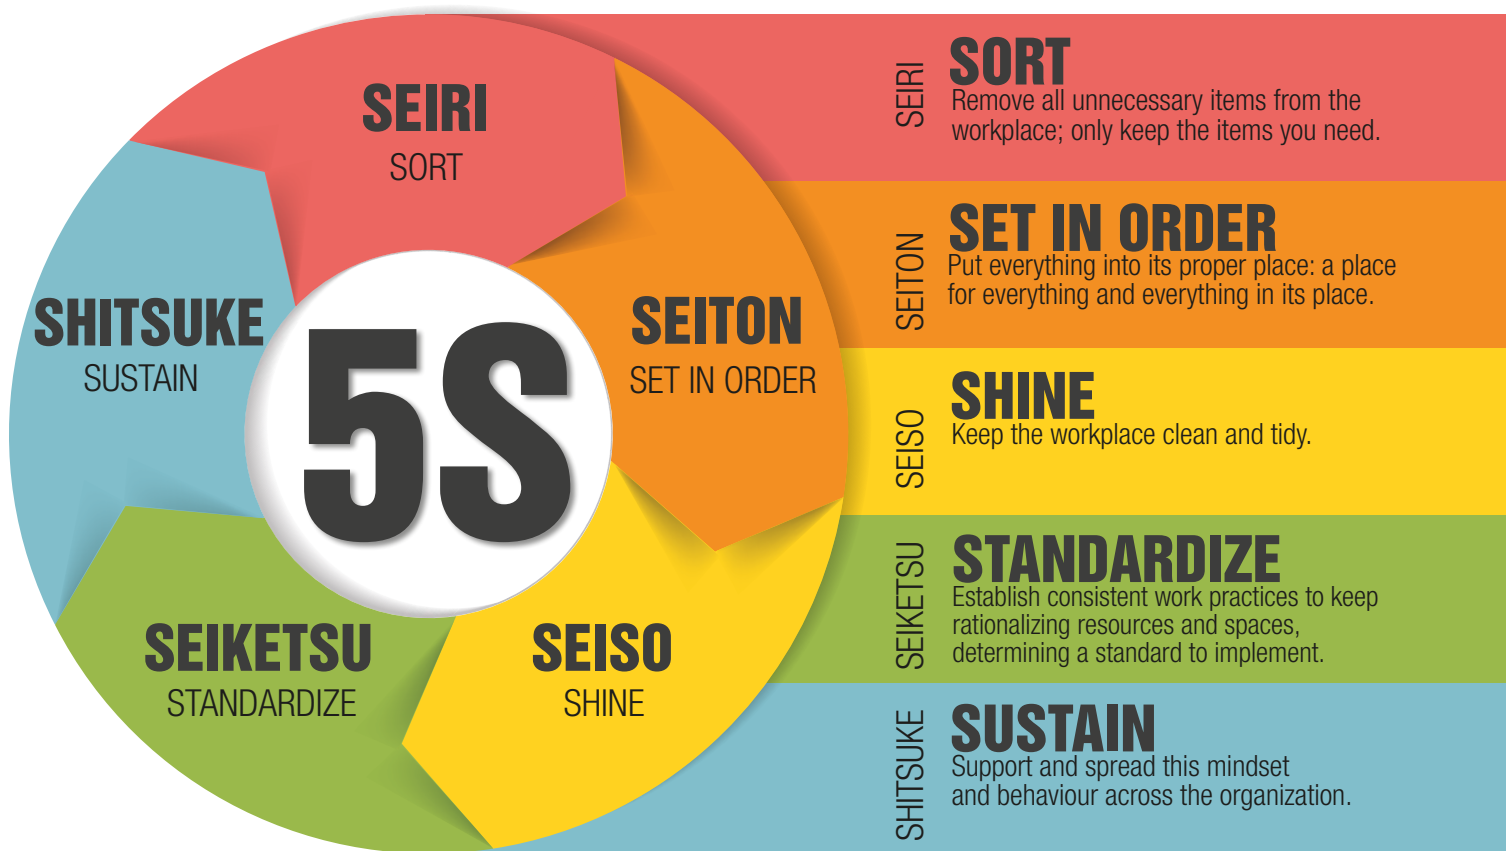 SEIRI
SORT
SEITON
SET IN ORDER
SEISO
SHINE
SEIKETSU
STANDARDIZE
SHITSUKE
SUSTAIN
5S
SEIRI
SORT
Remove all unnecessary items from the
workplace; only keep the items you need.
SEITON
SET IN ORDER
Put everything into its proper place: a place
for everything and everything in its place.
SEISO
SHINE
Keep the workplace clean and tidy.
SEIKETSU
STANDARDIZE
Establish consistent work practices to keep
rationalizing resources and spaces,
determining a standard to implement.
SHITSUKE
SUSTAIN
Support and spread this mindset
and behaviour across the organization.